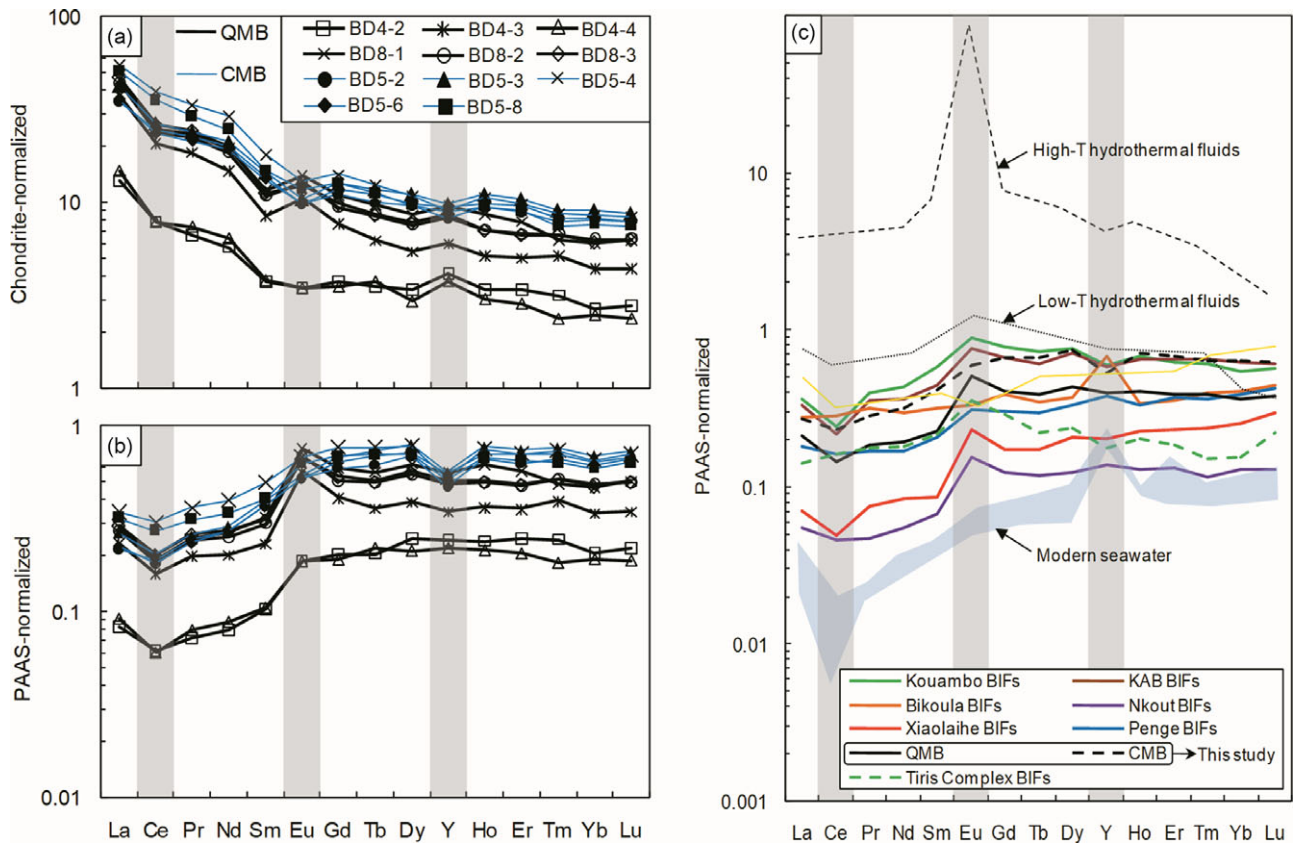 (a)
QMB
CMB
BD4-2 BD4-3 BD4-4
BD8-1 BD8-2 BD8-3
BD5-2 BD5-3 BD5-4
BD5-6 BD5-8
100
10
1
Chondrite-normalized
(b)
1
0.1
0.01
PAAS-normalized
La Ce Pr Nd Sm Eu Gd Tb Dy Y Ho Er Tm Yb Lu
(c)
10
1
0.1
0.01
0.001
PAAS-normalized
High-T hydrothermal fluids
Low-T hydrothermal fluids
Modern seawater
Kouambo BIFs KAB BIFs
Bikoula BIFs Nkout BIFs
Xiaolaihe BIFs Penge BIFs
QMB CMB This study
Tiris Complex BIFs
La Ce Pr Nd Sm Eu Gd Tb Dy Y Ho Er Tm Yb Lu